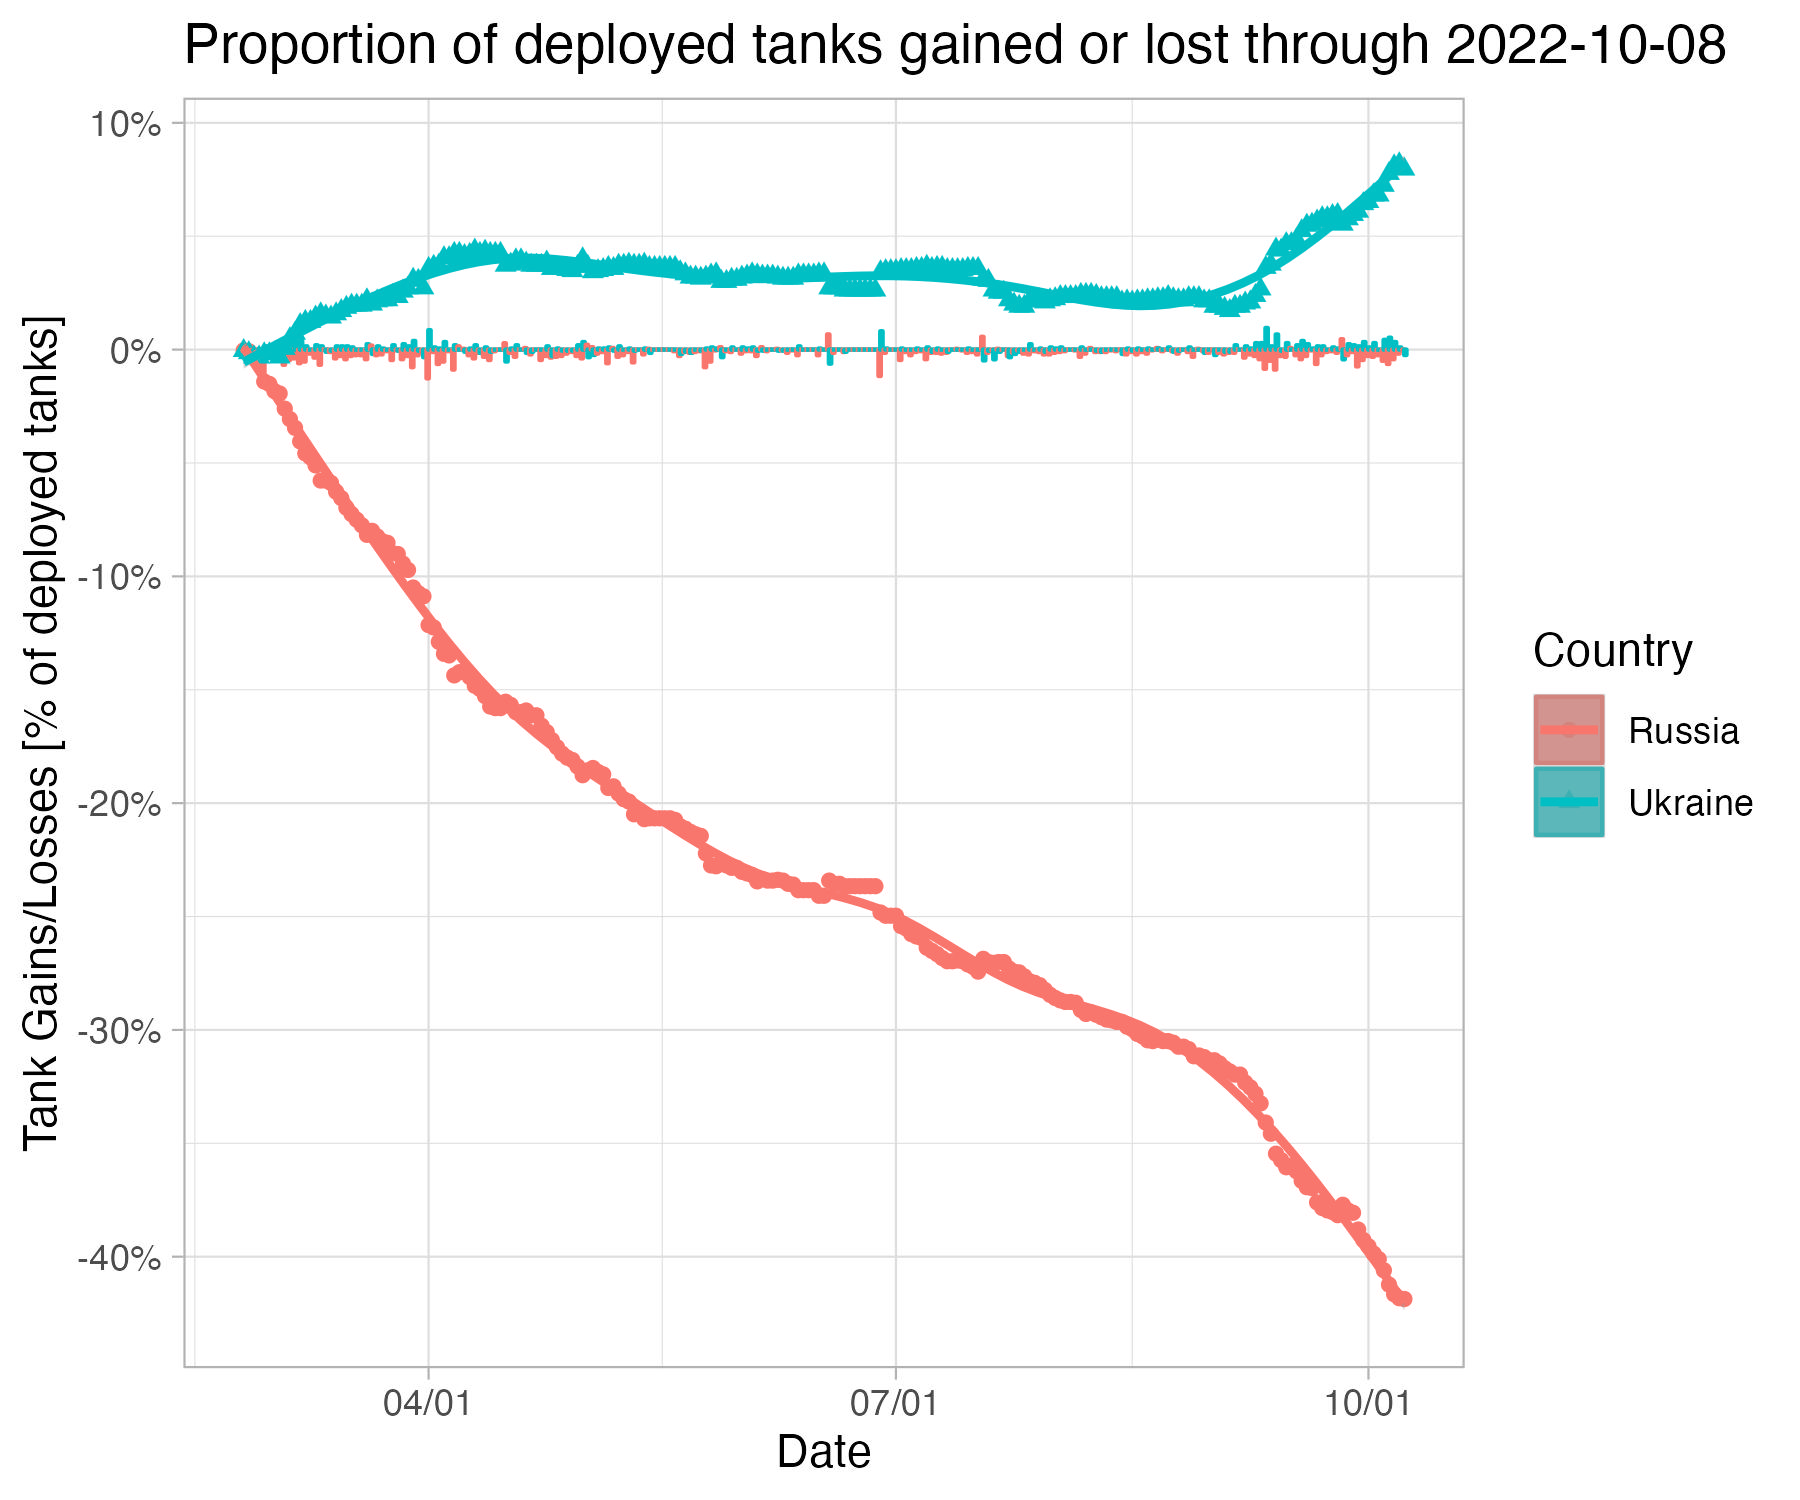 Proportion of deployed tanks gained or lost through 2022-10-08
Tank Gains/Losses [% of deployed tanks]
10%
0%
-10%
-20%
-30%
-40%
04/01
07/01
10/01
Date
Country
Russia
Ukraine